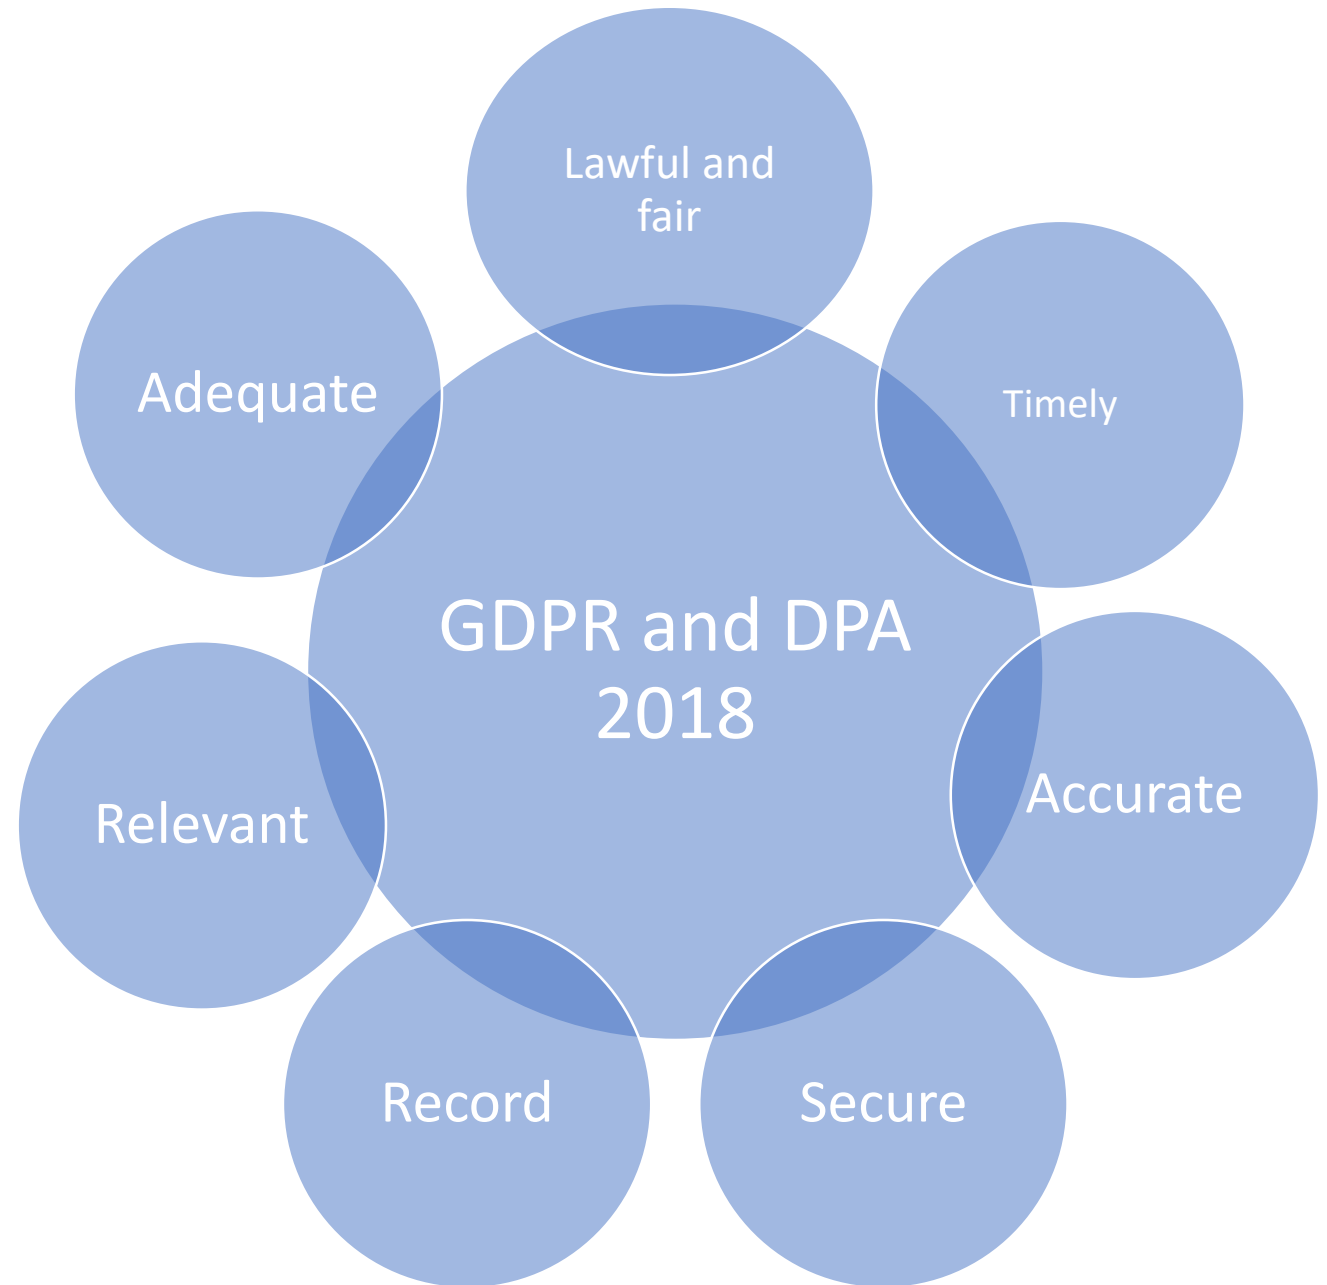 Lawful and
fair
Timely
Accurate
Secure
Record
Relevant
Adequate
GDPR and DPA
2018